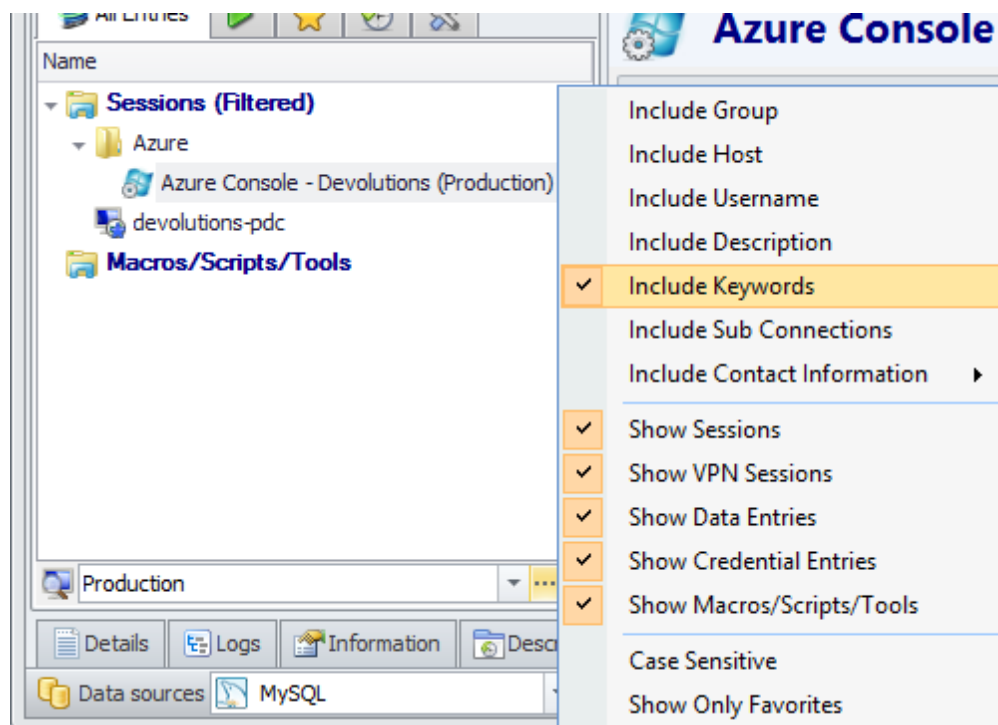 All Entries
Azure Console
Name
Sessions (Filtered)
Azure
Azure Console - Devolutions (Production)
devolutions-pdc
Macros/Scripts/Tools
Include Group
Include Host
Include Username
Include Description
Include Keywords
Include Sub Connections
Include Contact Information
Show Sessions
Show VPN Sessions
Show Data Entries
Show Credential Entries
Show Macros/Scripts/Tools
Case Sensitive
Show Only Favorites
Production
Details Logs Information Descr
Data sources MySQL